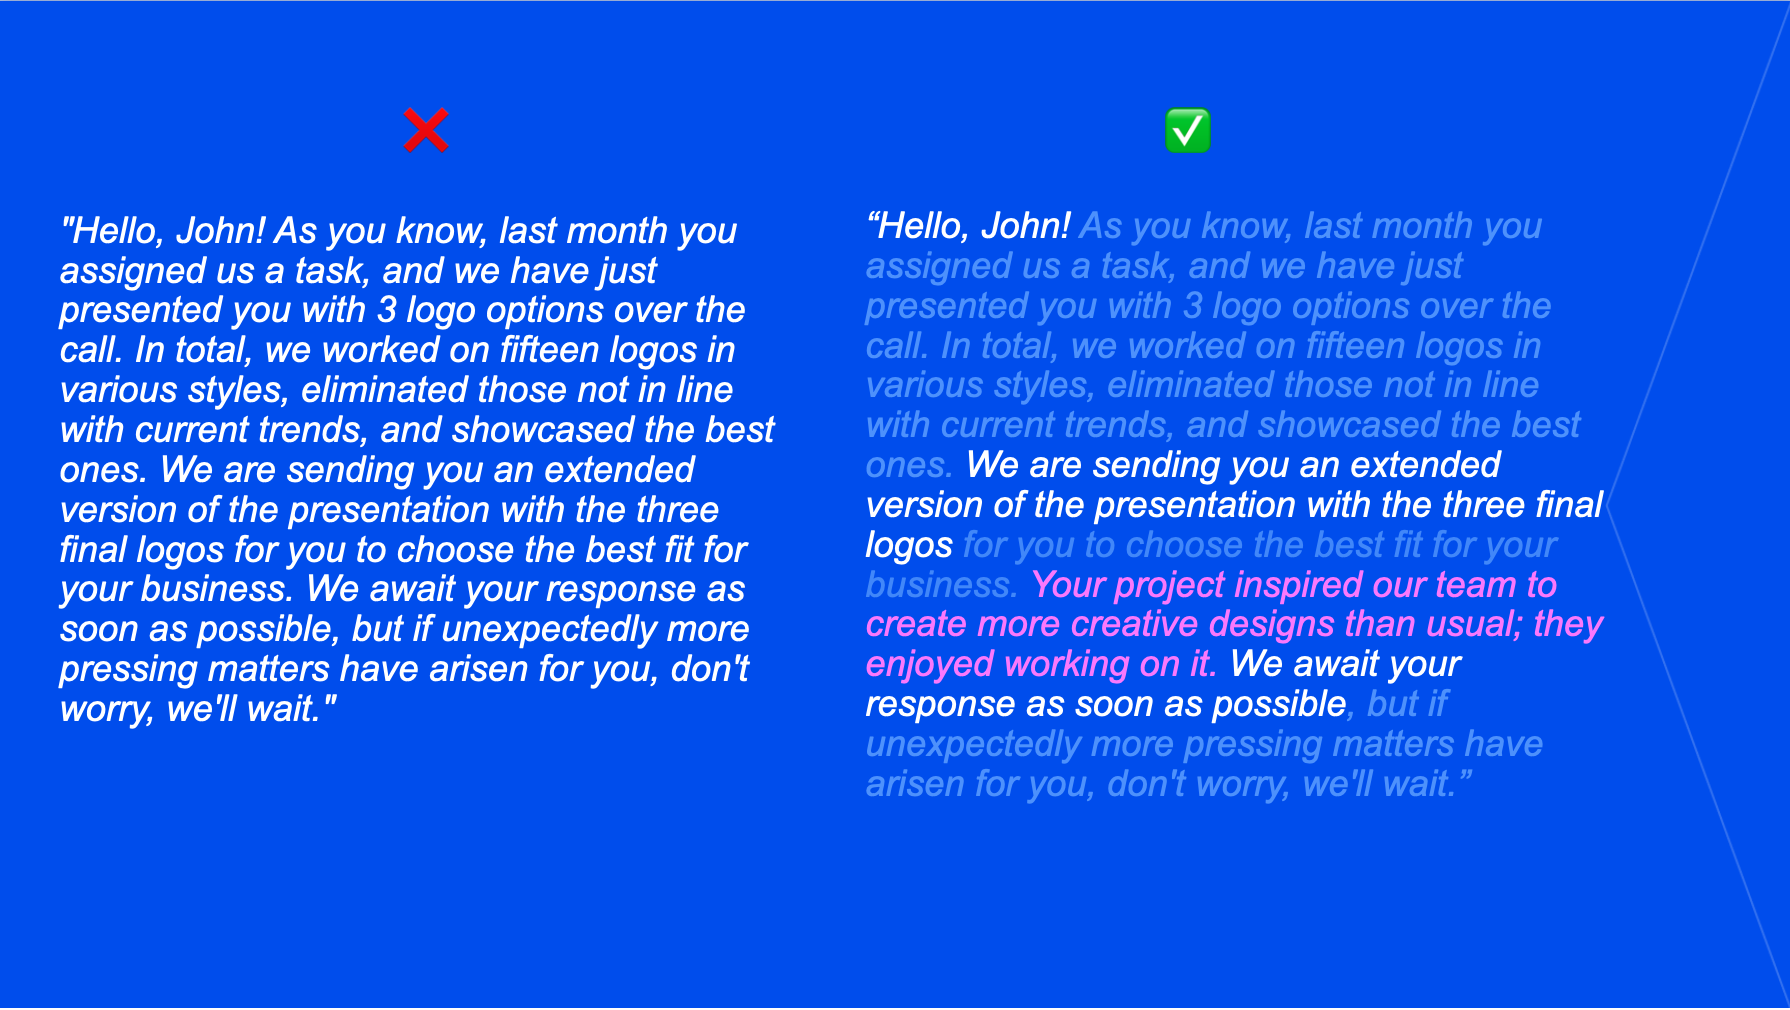 "Hello, John! As you know, last month you
assigned us a task, and we have just
presented you with 3 logo options over the
call. In total, we worked on fifteen logos in
various styles, eliminated those not in line
with current trends, and showcased the best
ones. We are sending you an extended
version of the presentation with the three
final logos for you to choose the best fit for
your business. We await your response as
soon as possible, but if unexpectedly more
pressing matters have arisen for you, don't
worry, we'll wait."
“Hello, John! As you know, last month you
assigned us a task, and we have just
presented you with 3 logo options over the
call. In total, we worked on fifteen logos in
various styles, eliminated those not in line
with current trends, and showcased the best
ones. We are sending you an extended
version of the presentation with the three final
logos for you to choose the best fit for your
business. Your project inspired our team to
create more creative designs than usual; they
enjoyed working on it. We await your
response as soon as possible, but if
unexpectedly more pressing matters have
arisen for you, don't worry, we'll wait.”